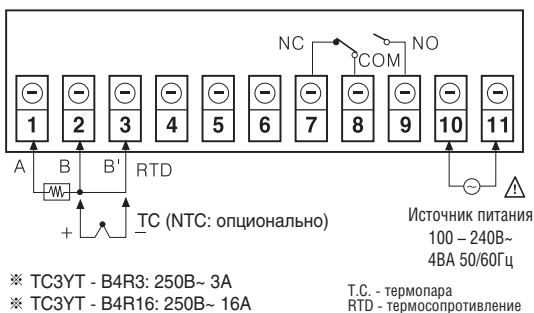 NC NO
COM
1 2 3 4 5 6 7 8 9 10 11
A B B' RTD
+ − TC (NTC: опционально)
Источник питания
100 – 240В~
4ВА 50/60Гц
※ TC3YT - B4R3: 250В~ 3А
※ TC3YT - B4R16: 250В~ 16А
T.C. - термопара
RTD - термосопротивление